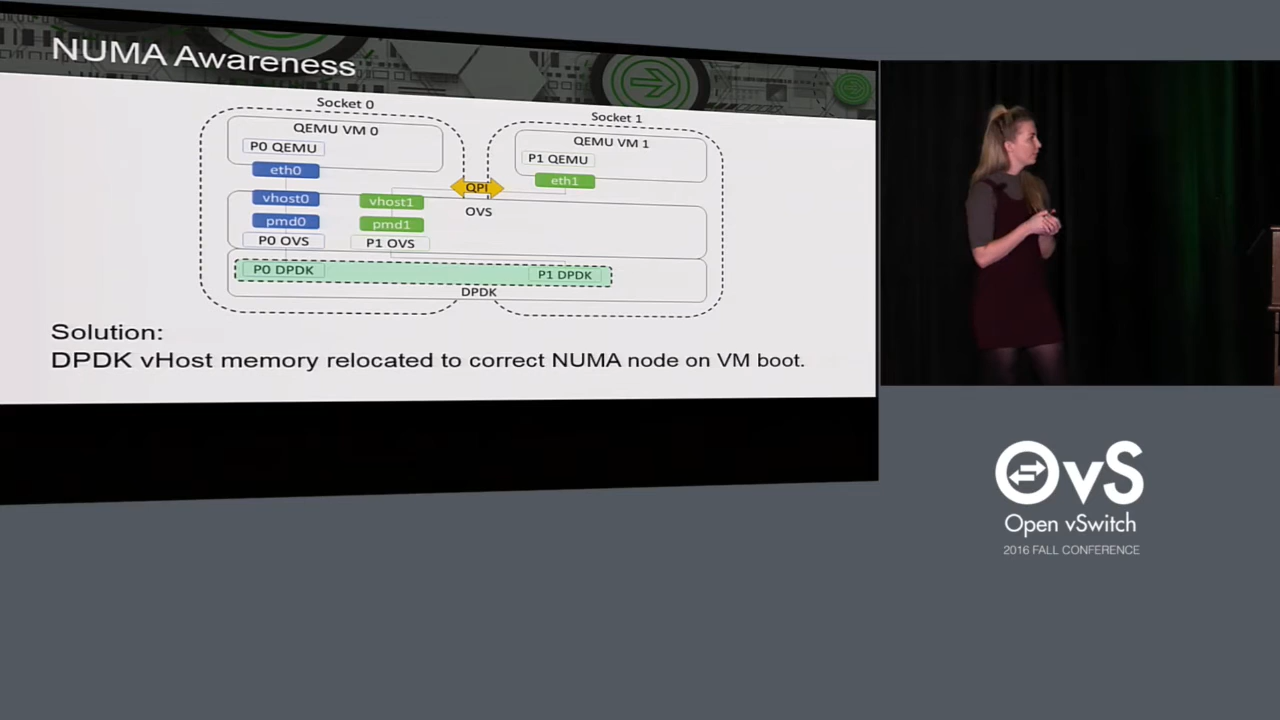 NUMA Awareness
Socket 0
Socket 1
QEMU VM 0
QEMU VM 1
P0 QEMU
P1 QEMU
eth0
eth1
QPI
vhost0
vhost1
OVS
pmd0
pmd1
P0 OVS
P1 OVS
P0 DPDK
P1 DPDK
DPDK
Solution:
DPDK vHost memory relocated to correct NUMA node on VM boot.
OvS
Open vSwitch
2016 FALL CONFERENCE